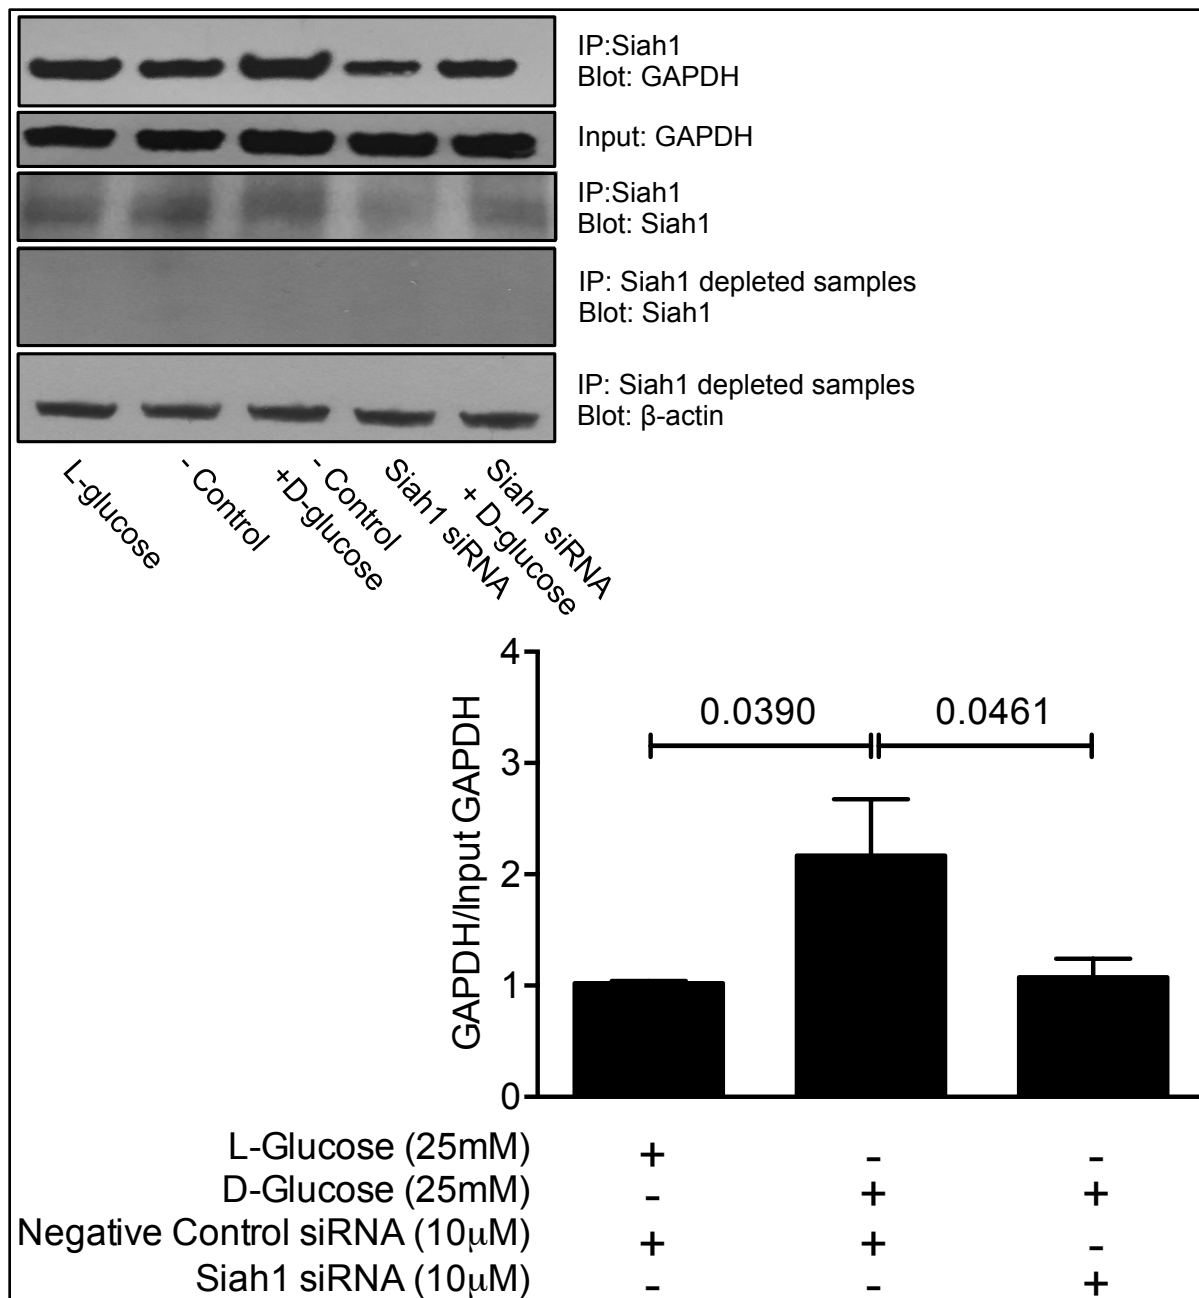 IP:Siah1
Blot: GAPDH
Input: GAPDH
IP:Siah1
Blot: Siah1
IP: Siah1 depleted samples
Blot: Siah1
IP: Siah1 depleted samples
Blot: β-actin
L-glucose
- Control
- Control
+D-glucose
Siah1 siRNA
Siah1 siRNA
+ D-glucose
4
3
2
1
0
GAPDH/Input GAPDH
0.0390 0.0461
L-Glucose (25mM) + - -
D-Glucose (25mM) - + +
Negative Control siRNA (10μM) + + -
Siah1 siRNA (10μM) - - +